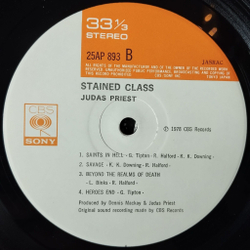 33 1/3
STEREO
JASRAC
25AP 893 B
STAINED CLASS
JUDAS PRIEST
CBS
SONY
℗ 1978 CBS Records
1. SAINTS IN HELL - G. Tipton - R. Halford - K. K. Downing -
2. SAVAGE - K. K. Downing - R. Halford -
3. BEYOND THE REALMS OF DEATH
- L. Binks - R. Halford -
4. HEROES END - G. Tipton -
Produced by Dennis Mackay & Judas Priest
Original sound recording made by CBS Records